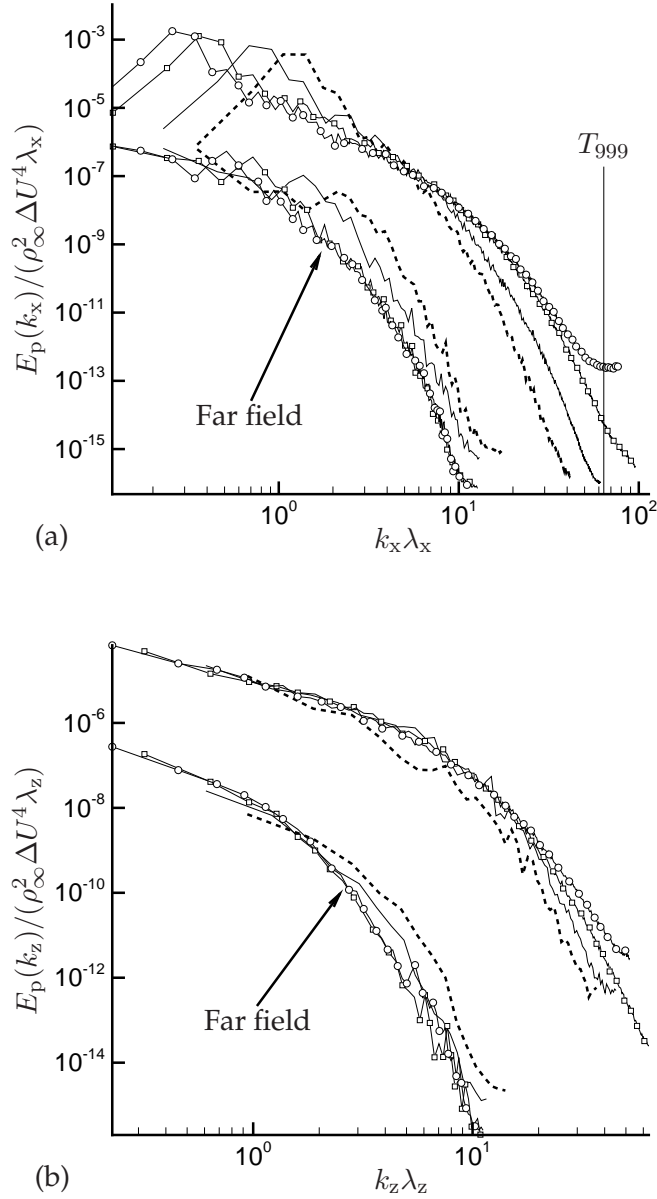 10^{-3}
10^{-5}
10^{-7}
10^{-9}
10^{-11}
10^{-13}
10^{-15}
E_p(k_x)/(ρ_∞^2 ΔU^4 λ_x)
T_{999}
Far field
10^0
10^1
10^2
(a)
k_x λ_x
10^{-6}
10^{-8}
10^{-10}
10^{-12}
10^{-14}
E_p(k_z)/(ρ_∞^2 ΔU^4 λ_z)
Far field
10^0
10^1
(b)
k_z λ_z